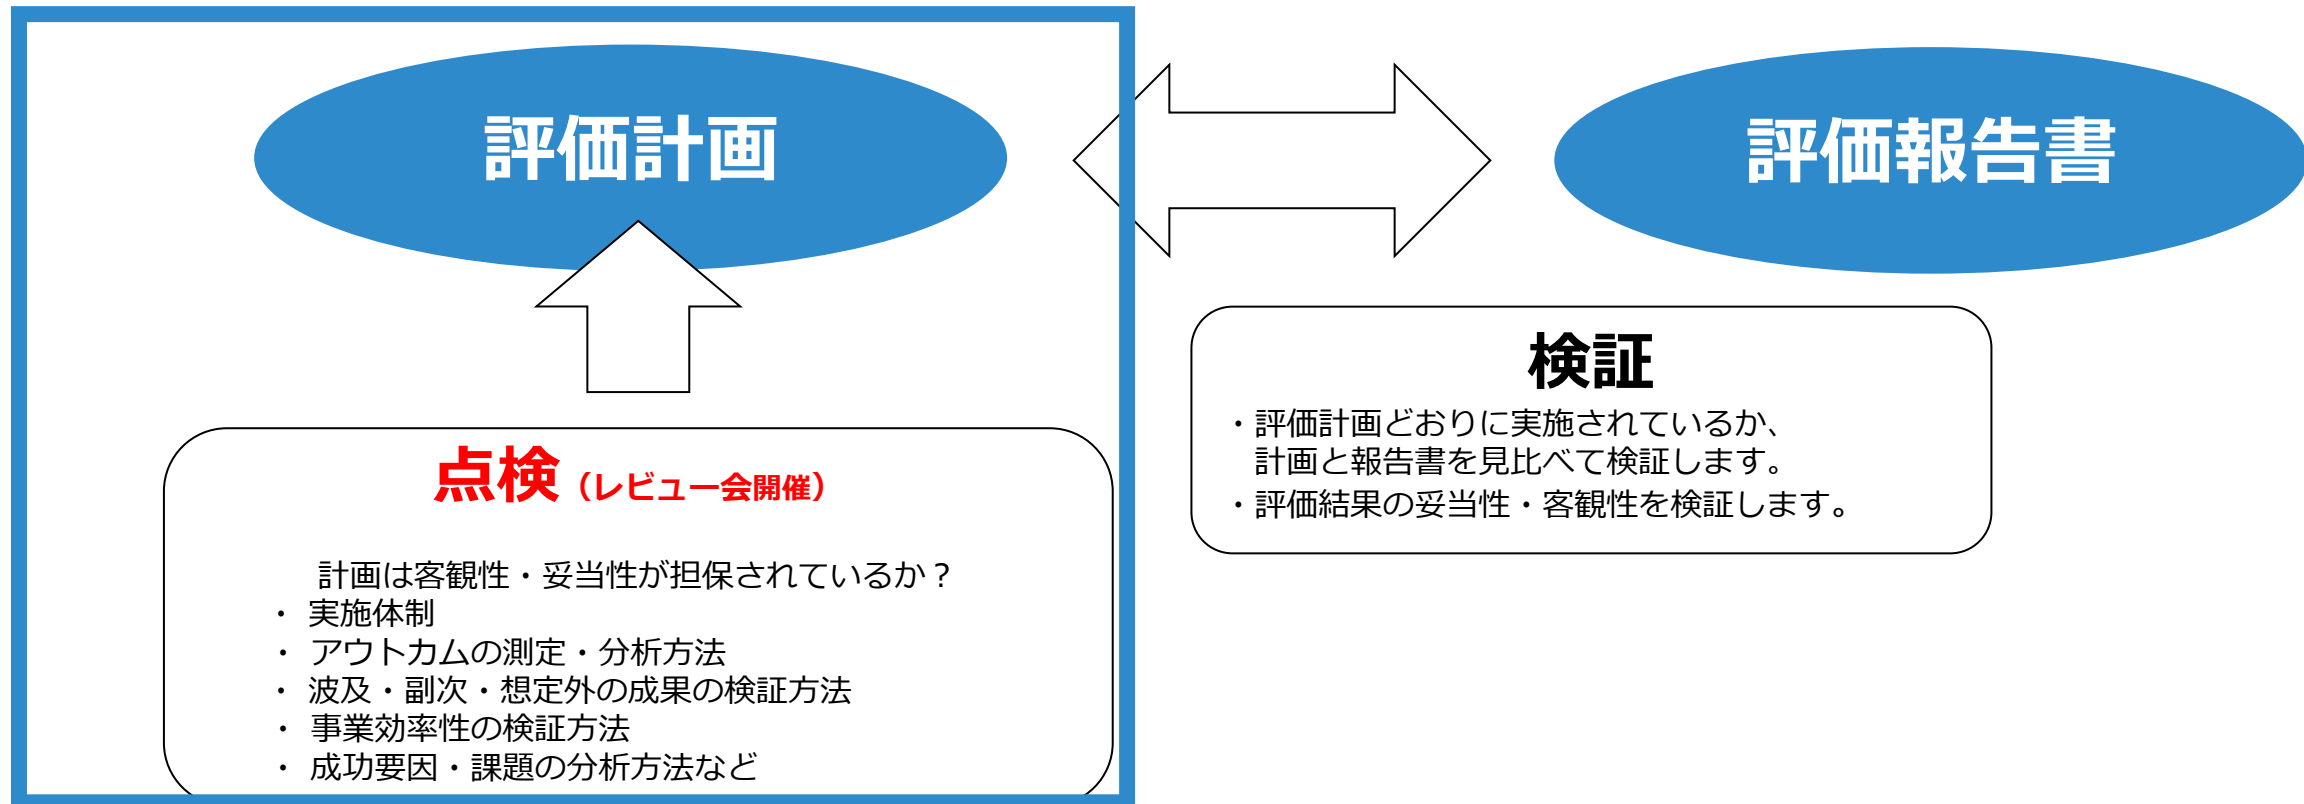 評価計画
評価報告書
点検（レビュー会開催）
計画は客観性・妥当性が担保されているか？
・ 実施体制
・ アウトカムの測定・分析方法
・ 波及・副次・想定外の成果の検証方法
・ 事業効率性の検証方法
・ 成功要因・課題の分析方法など
検証
・評価計画どおりに実施されているか、
計画と報告書を見比べて検証します。
・評価結果の妥当性・客観性を検証します。